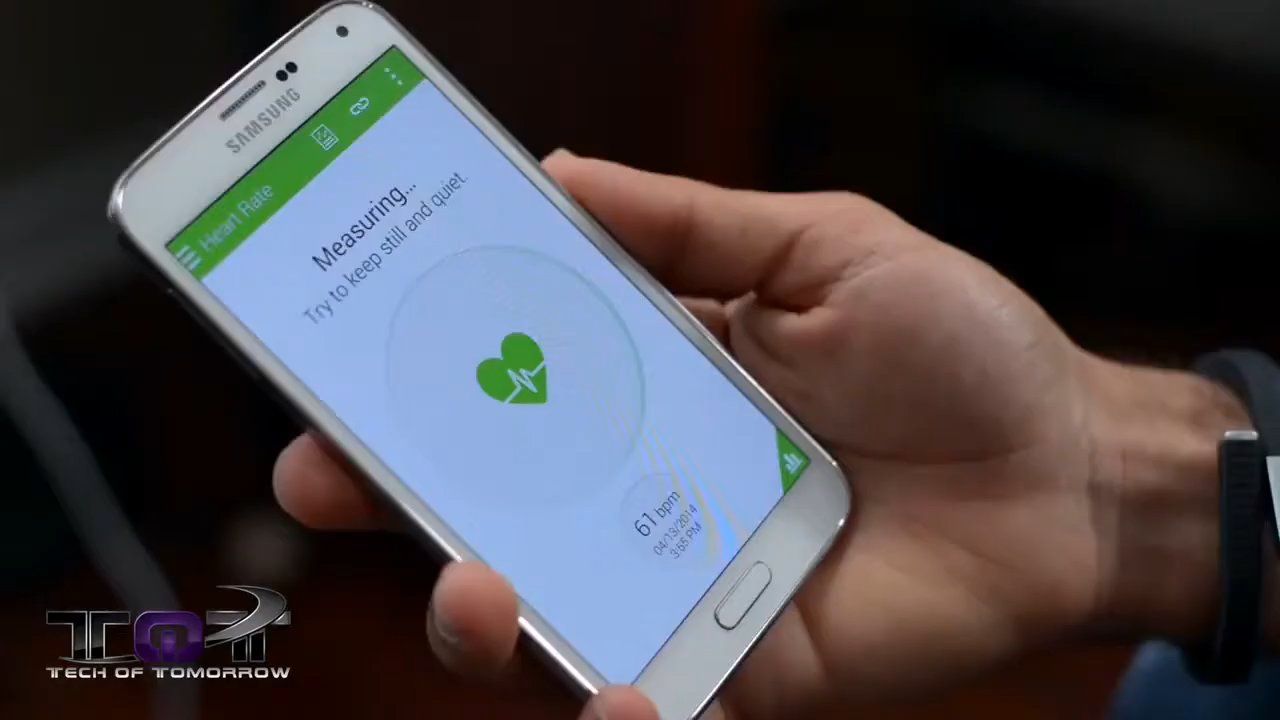 SAMSUNG
Heart Rate
Measuring...
Try to keep still and quiet.
61 bpm
04/13/2014
3:55 PM
TOT
TECH OF TOMORROW